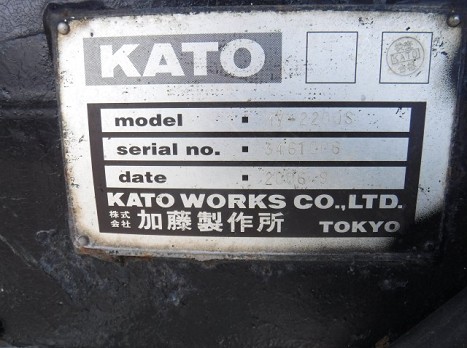 KATO
model
serial no.
date
KATO WORKS CO.,LTD.
株式会社 加藤製作所 TOKYO